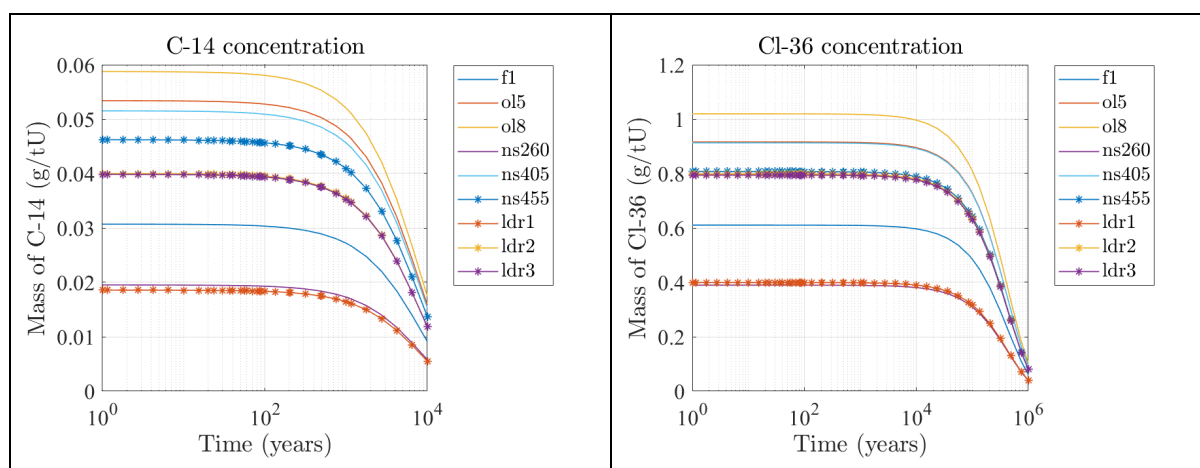 C-14 concentration
0.06
0.05
0.04
0.03
0.02
0.01
0
Mass of C-14 (g/tU)
10^0
10^2
10^4
Time (years)
f1
ol5
ol8
ns260
ns405
ns455
ldr1
ldr2
ldr3
Cl-36 concentration
1.2
1
0.8
0.6
0.4
0.2
0
Mass of Cl-36 (g/tU)
10^0
10^2
10^4
10^6
Time (years)
f1
ol5
ol8
ns260
ns405
ns455
ldr1
ldr2
ldr3